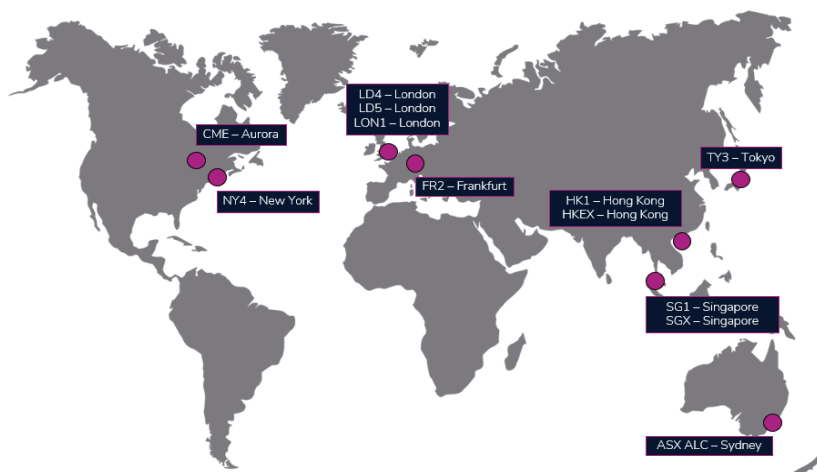 LD4 – London
LD5 – London
LON1 – London
CME – Aurora
TY3 – Tokyo
FR2 – Frankfurt
NY4 – New York
HK1 – Hong Kong
HKEX – Hong Kong
SG1 – Singapore
SGX – Singapore
ASX ALC – Sydney